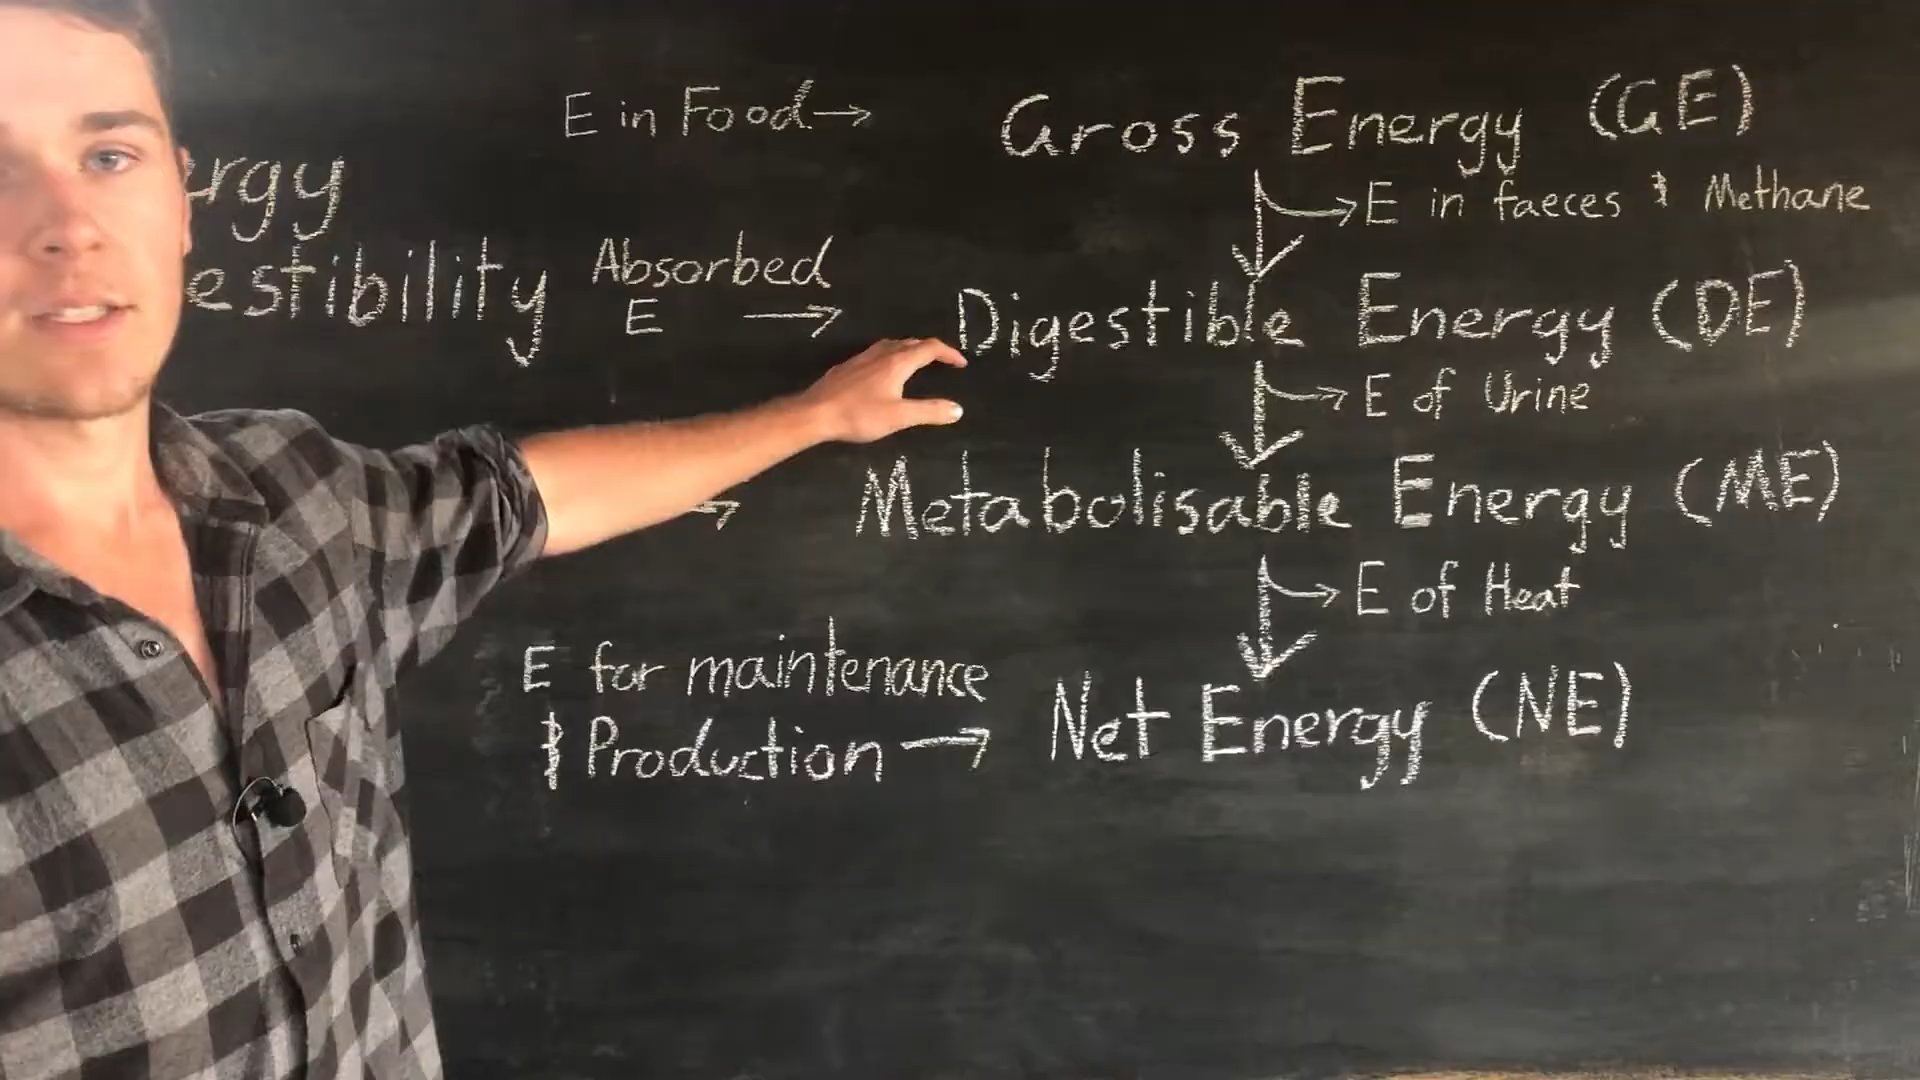 E in Food→ Gross Energy (GE)
→E in faeces & Methane
ergy
estibility
Absorbed
E → Digestible Energy (DE)
→E of Urine
→ Metabolisable Energy (ME)
→E of Heat
E for maintenance
& Production → Net Energy (NE)